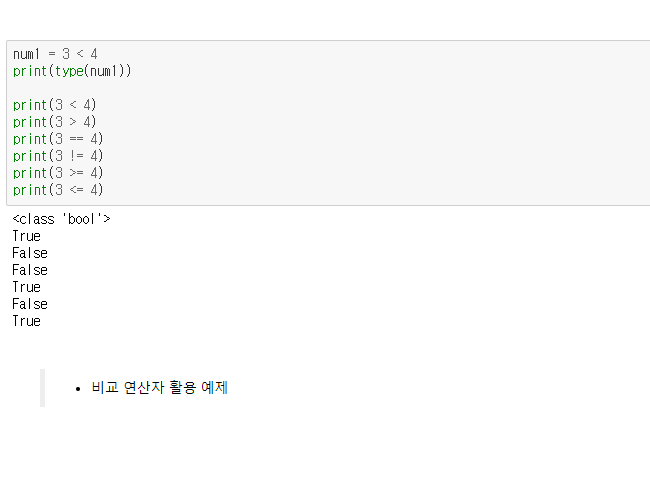 num1 = 3 < 4
print(type(num1))
print(3 < 4)
print(3 > 4)
print(3 == 4)
print(3 != 4)
print(3 >= 4)
print(3 <= 4)
<class 'bool'>
True
False
False
True
False
True
• 비교 연산자 활용 예제